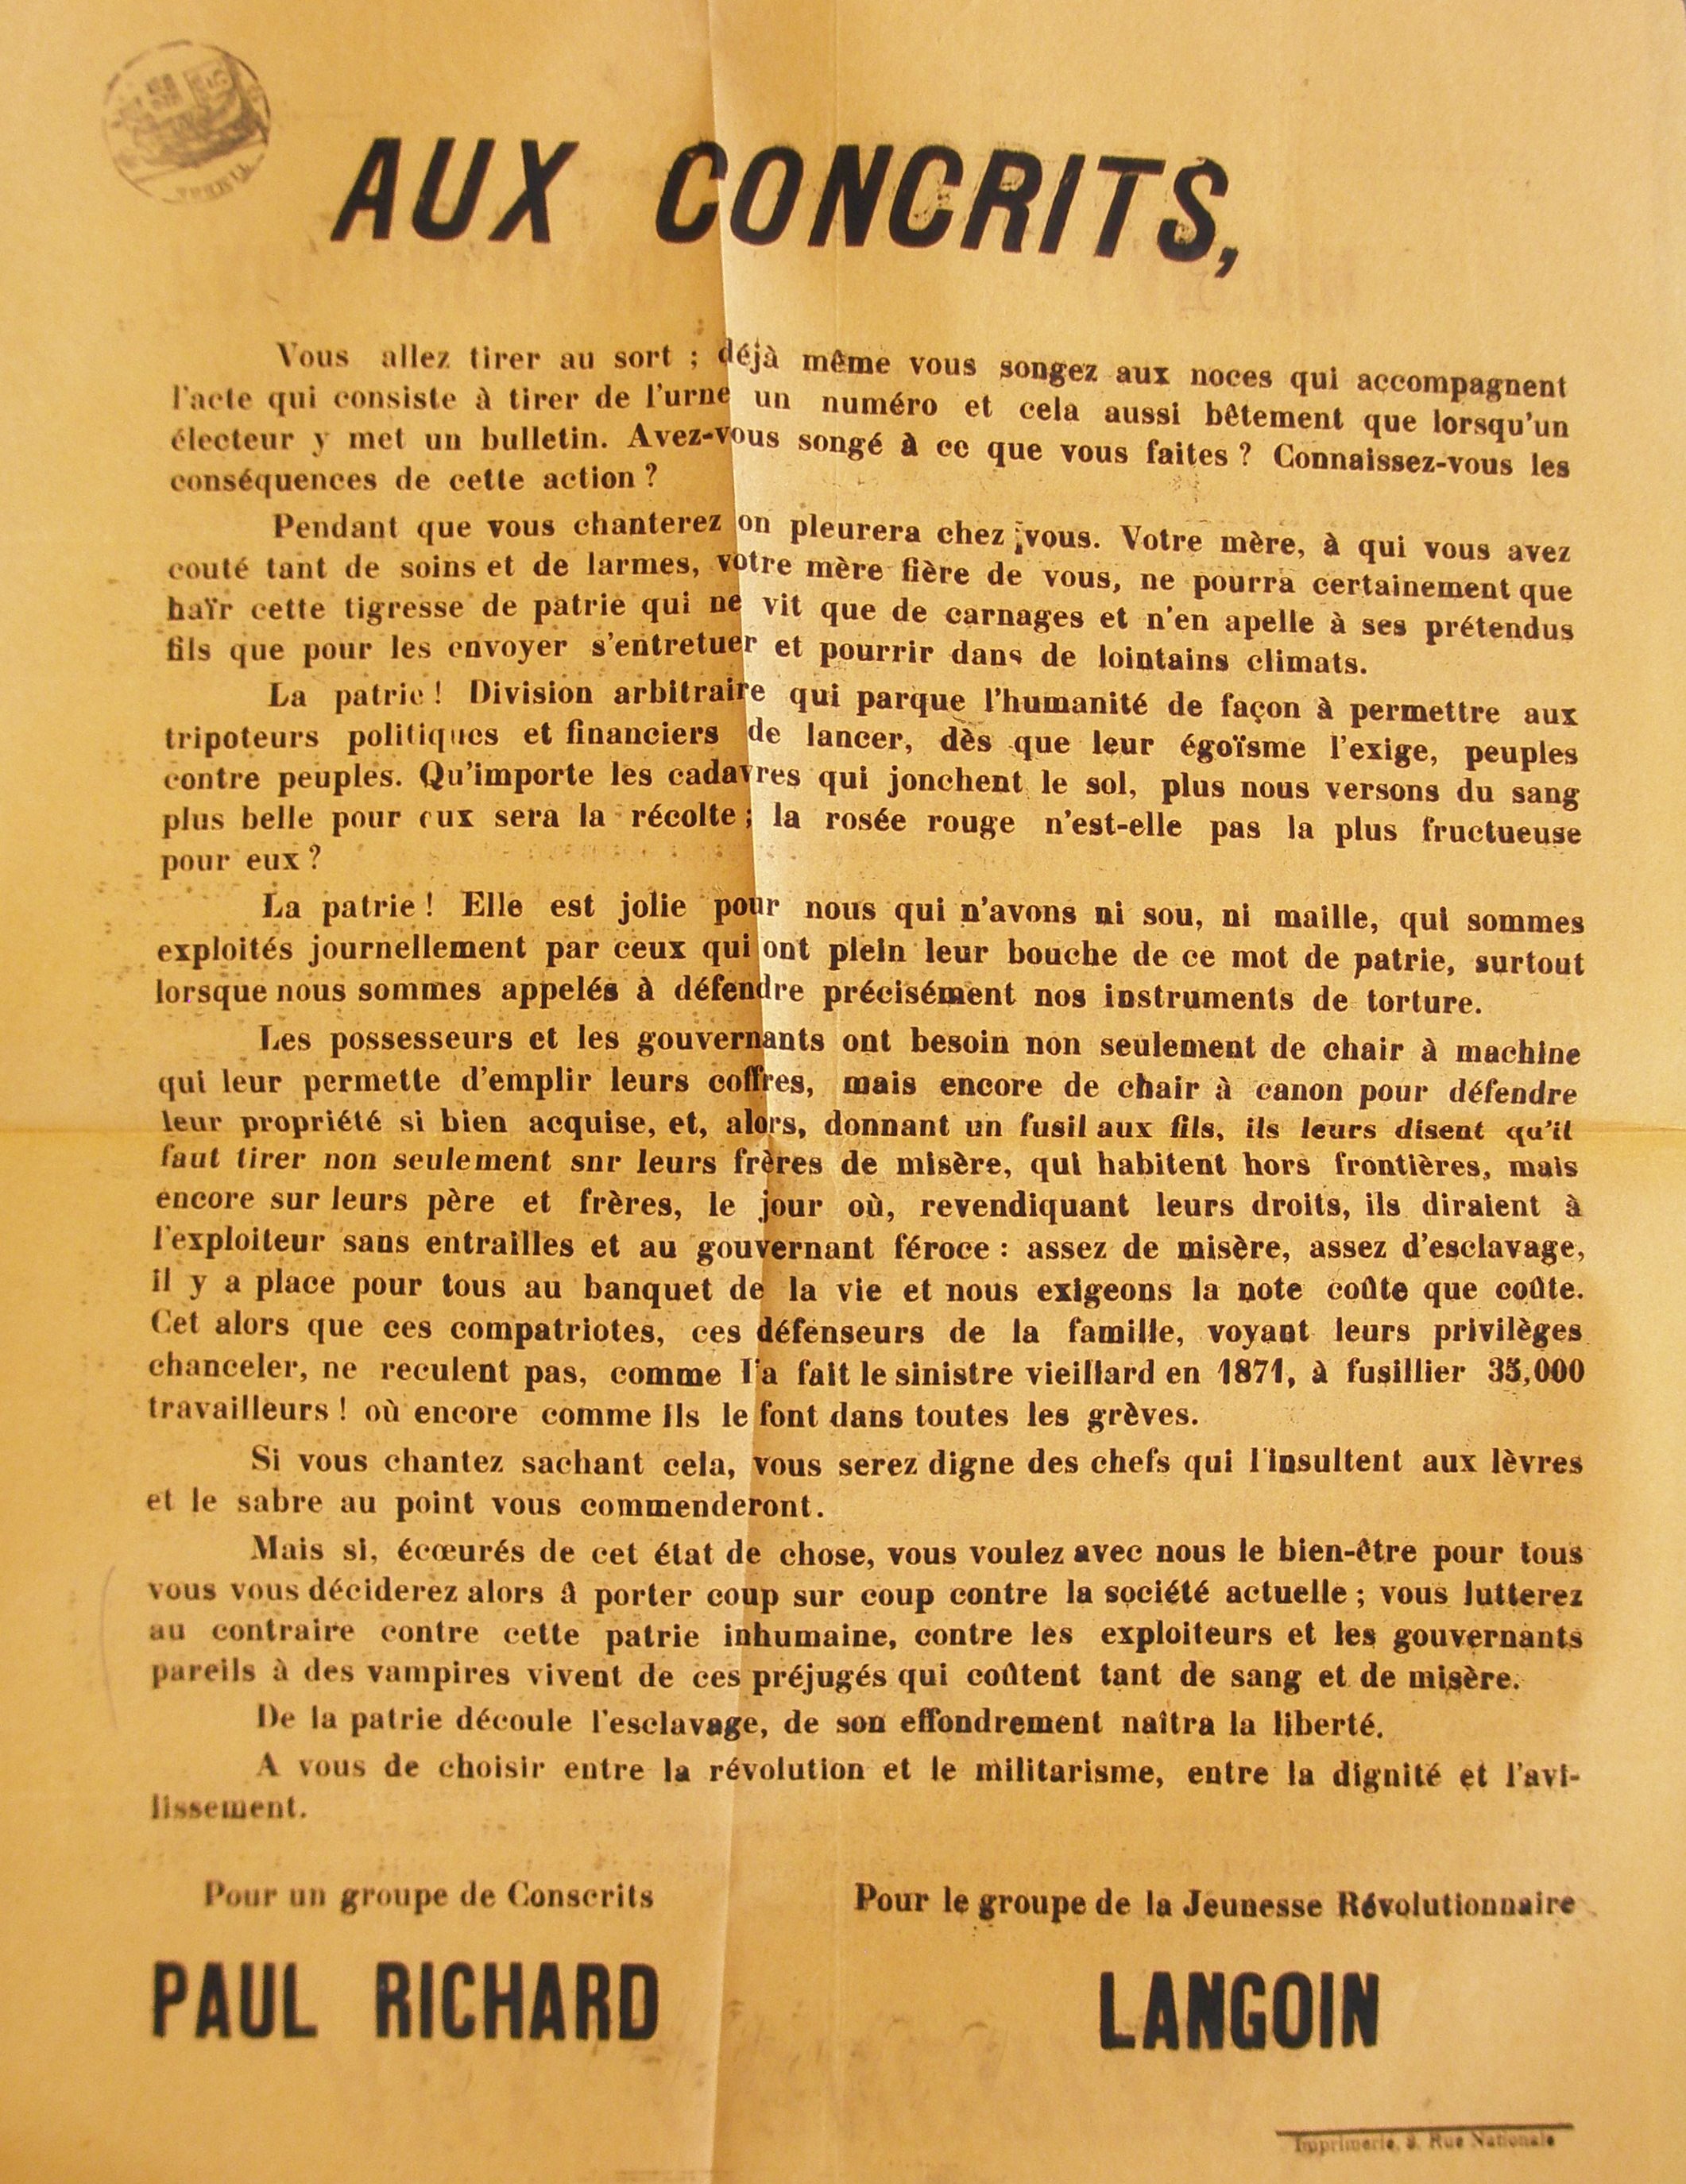 AUX CONCRITS,
Vous allez tirer au sort ; déjà même vous songez aux noces qui accompagnent
l'acte qui consiste à tirer de l'urne un numéro et cela aussi bêtement que lorsqu'un
électeur y met un bulletin. Avez-vous songé à ce que vous faites ? Connaissez-vous les
conséquences de cette action ?
Pendant que vous chanterez on pleurera chez vous. Votre mère, à qui vous avez
couté tant de soins et de larmes, votre mère fière de vous, ne pourra certainement que
haïr cette tigresse de patrie qui ne vit que de carnages et n'en apelle à ses prétendus
fils que pour les envoyer s'entretuer et pourrir dans de lointains climats.
La patrie ! Division arbitraire qui parque l'humanité de façon à permettre aux
tripoteurs politiques et financiers de lancer, dès que leur égoïsme l'exige, peuples
contre peuples. Qu'importe les cadavres qui jonchent le sol, plus nous versons du sang
plus belle pour eux sera la récolte ; la rosée rouge n'est-elle pas la plus fructueuse
pour eux ?
La patrie ! Elle est jolie pour nous qui n'avons ni sou, ni maille, qui sommes
exploités journellement par ceux qui ont plein leur bouche de ce mot de patrie, surtout
lorsque nous sommes appelés à défendre précisément nos instruments de torture.
Les possesseurs et les gouvernants ont besoin non seulement de chair à machine
qui leur permette d'emplir leurs coffres, mais encore de chair à canon pour défendre
leur propriété si bien acquise, et, alors, donnant un fusil aux fils, ils leurs disent qu'il
faut tirer non seulement snr leurs frères de misère, qui habitent hors frontières, mais
encore sur leurs père et frères, le jour où, revendiquant leurs droits, ils diraient à
l'exploiteur sans entrailles et au gouvernant féroce : assez de misère, assez d'esclavage,
il y a place pour tous au banquet de la vie et nous exigeons la note coûte que coûte.
Cet alors que ces compatriotes, ces défenseurs de la famille, voyant leurs privilèges
chanceler, ne reculent pas, comme l'a fait le sinistre vieillard en 1871, à fusillier 35,000
travailleurs ! où encore comme ils le font dans toutes les grèves.
Si vous chantez sachant cela, vous serez digne des chefs qui l'insultent aux lèvres
et le sabre au point vous commenderont.
Mais si, écœurés de cet état de chose, vous voulez avec nous le bien-être pour tous
vous vous déciderez alors à porter coup sur coup contre la société actuelle ; vous lutterez
au contraire contre cette patrie inhumaine, contre les exploiteurs et les gouvernants
pareils à des vampires vivent de ces préjugés qui coûtent tant de sang et de misère.
De la patrie découle l'esclavage, de son effondrement naîtra la liberté.
A vous de choisir entre la révolution et le militarisme, entre la dignité et l'avi-
lissement.
Pour un groupe de Conscrits
PAUL RICHARD
Pour le groupe de la Jeunesse Révolutionnaire
LANGOIN
Imprimerie, Rue Nationale